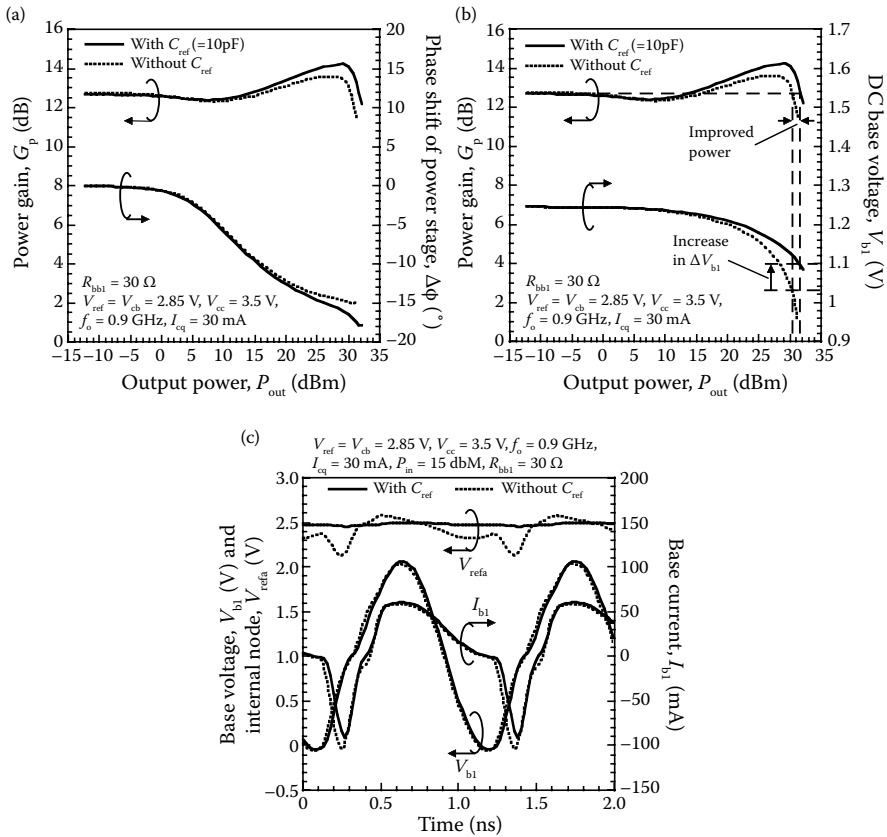 (a)
16
14
12
10
8
6
4
2
0
Power gain, Gp (dB)
With Cref (=10pF)
Without Cref
20
15
10
5
0
−5
−10
−15
−20
Phase shift of power stage, Δϕ (°)
Rbb1 = 30 Ω
Vref = Vcb = 2.85 V, Vcc = 3.5 V,
fo = 0.9 GHz, Icq = 30 mA
−15 −10 −5 0 5 10 15 20 25 30 35
Output power, Pout (dBm)
(b)
16
14
12
10
8
6
4
2
0
Power gain, Gp (dB)
With Cref (=10pF)
Without Cref
Improved
power
Increase
in ΔVb1
1.7
1.6
1.5
1.4
1.3
1.2
1.1
1
0.9
DC base voltage, Vb1 (V)
Rbb1 = 30 Ω
Vref = Vcb = 2.85 V, Vcc = 3.5 V,
fo = 0.9 GHz, Icq = 30 mA
−15 −10 −5 0 5 10 15 20 25 30 35
Output power, Pout (dBm)
(c)
Vref = Vcb = 2.85 V, Vcc = 3.5 V, fo = 0.9 GHz,
Icq = 30 mA, Pin = 15 dbM, Rbb1 = 30 Ω
With Cref
Without Cref
3.0
2.5
2.0
1.5
1.0
0.5
0
−0.5
Base voltage, Vb1 (V) and
internal node, Vrefa (V)
Vrefa
Ib1
Vb1
200
150
100
50
0
−50
−100
−150
Base current, Ib1 (mA)
0 0.5 1.0 1.5 2.0
Time (ns)